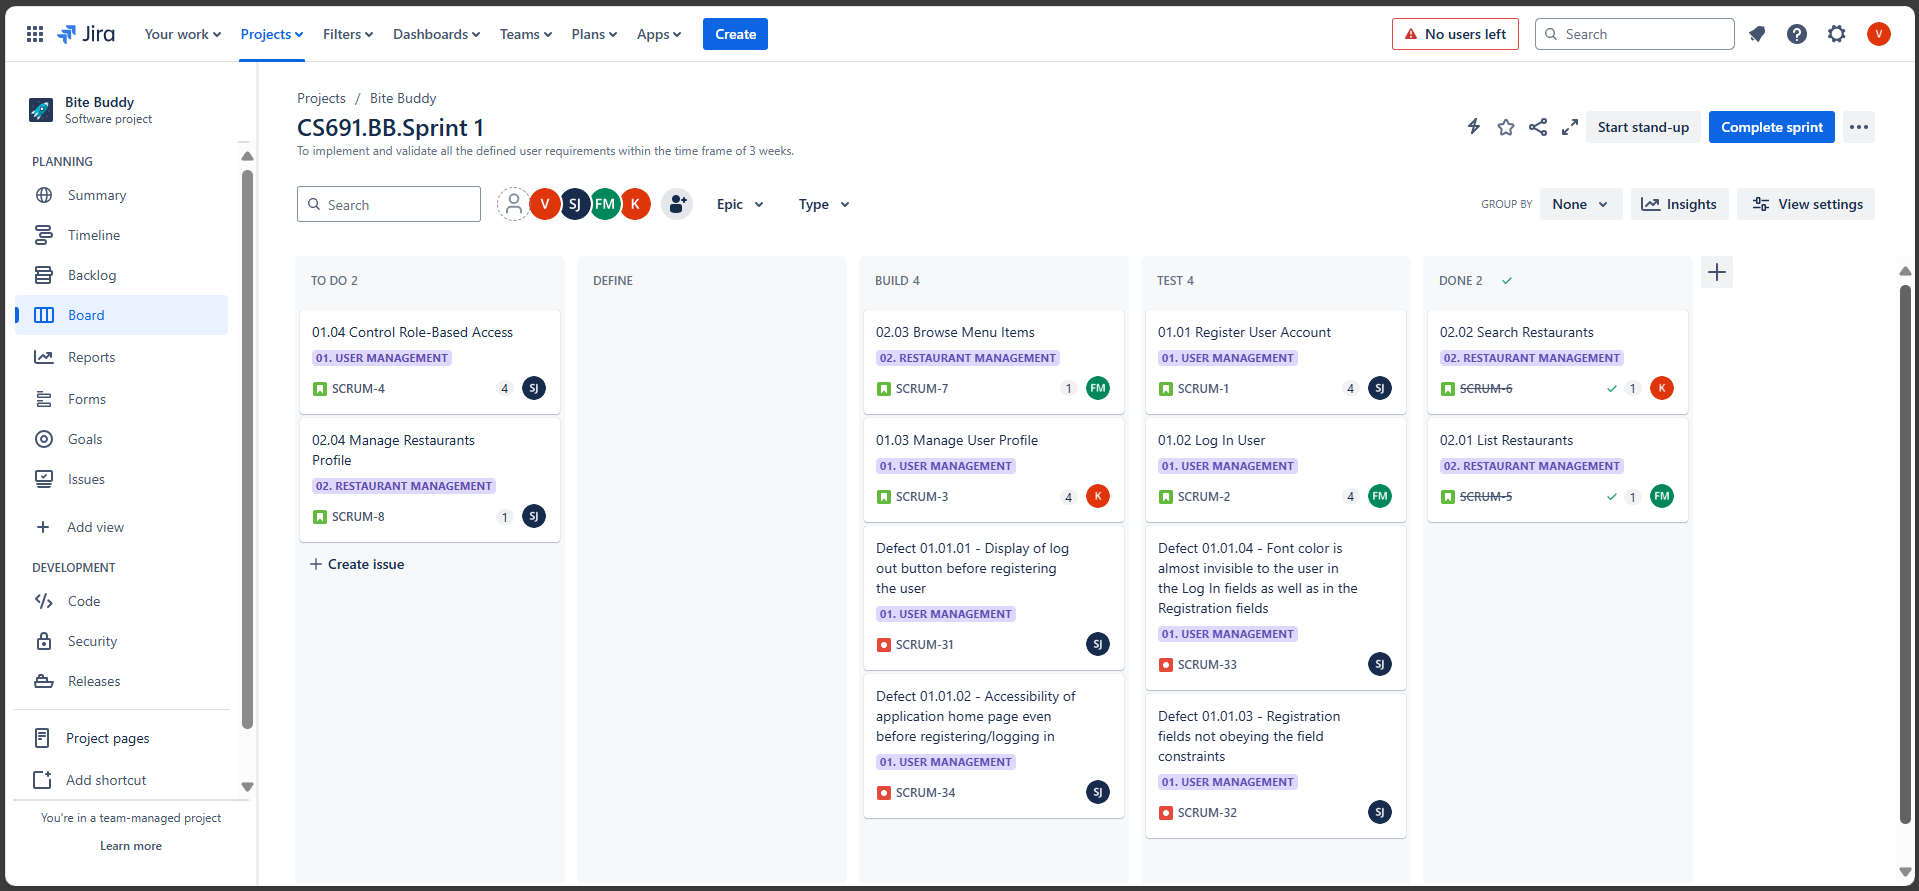 Jira
Your work
Projects
Filters
Dashboards
Teams
Plans
Apps
Create
No users left
Search
V
Bite Buddy
Software project
PLANNING
Summary
Timeline
Backlog
Board
Reports
Forms
Goals
Issues
Add view
DEVELOPMENT
Code
Security
Releases
Project pages
Add shortcut
You're in a team-managed project
Learn more
Projects / Bite Buddy
CS691.BB.Sprint 1
To implement and validate all the defined user requirements within the time frame of 3 weeks.
Start stand-up
Complete sprint
Search
V
SJ
FM
K
Epic
Type
GROUP BY
None
Insights
View settings
TO DO 2
01.04 Control Role-Based Access
01. USER MANAGEMENT
SCRUM-4
4
SJ
02.04 Manage Restaurants
Profile
02. RESTAURANT MANAGEMENT
SCRUM-8
1
SJ
Create issue
DEFINE
BUILD 4
02.03 Browse Menu Items
02. RESTAURANT MANAGEMENT
SCRUM-7
1
FM
01.03 Manage User Profile
01. USER MANAGEMENT
SCRUM-3
4
K
Defect 01.01.01 - Display of log
out button before registering
the user
01. USER MANAGEMENT
SCRUM-31
SJ
Defect 01.01.02 - Accessibility of
application home page even
before registering/logging in
01. USER MANAGEMENT
SCRUM-34
SJ
TEST 4
01.01 Register User Account
01. USER MANAGEMENT
SCRUM-1
4
SJ
01.02 Log In User
01. USER MANAGEMENT
SCRUM-2
4
FM
Defect 01.01.04 - Font color is
almost invisible to the user in
the Log In fields as well as in the
Registration fields
01. USER MANAGEMENT
SCRUM-33
SJ
Defect 01.01.03 - Registration
fields not obeying the field
constraints
01. USER MANAGEMENT
SCRUM-32
SJ
DONE 2
02.02 Search Restaurants
02. RESTAURANT MANAGEMENT
SCRUM-6
1
K
02.01 List Restaurants
02. RESTAURANT MANAGEMENT
SCRUM-5
1
FM